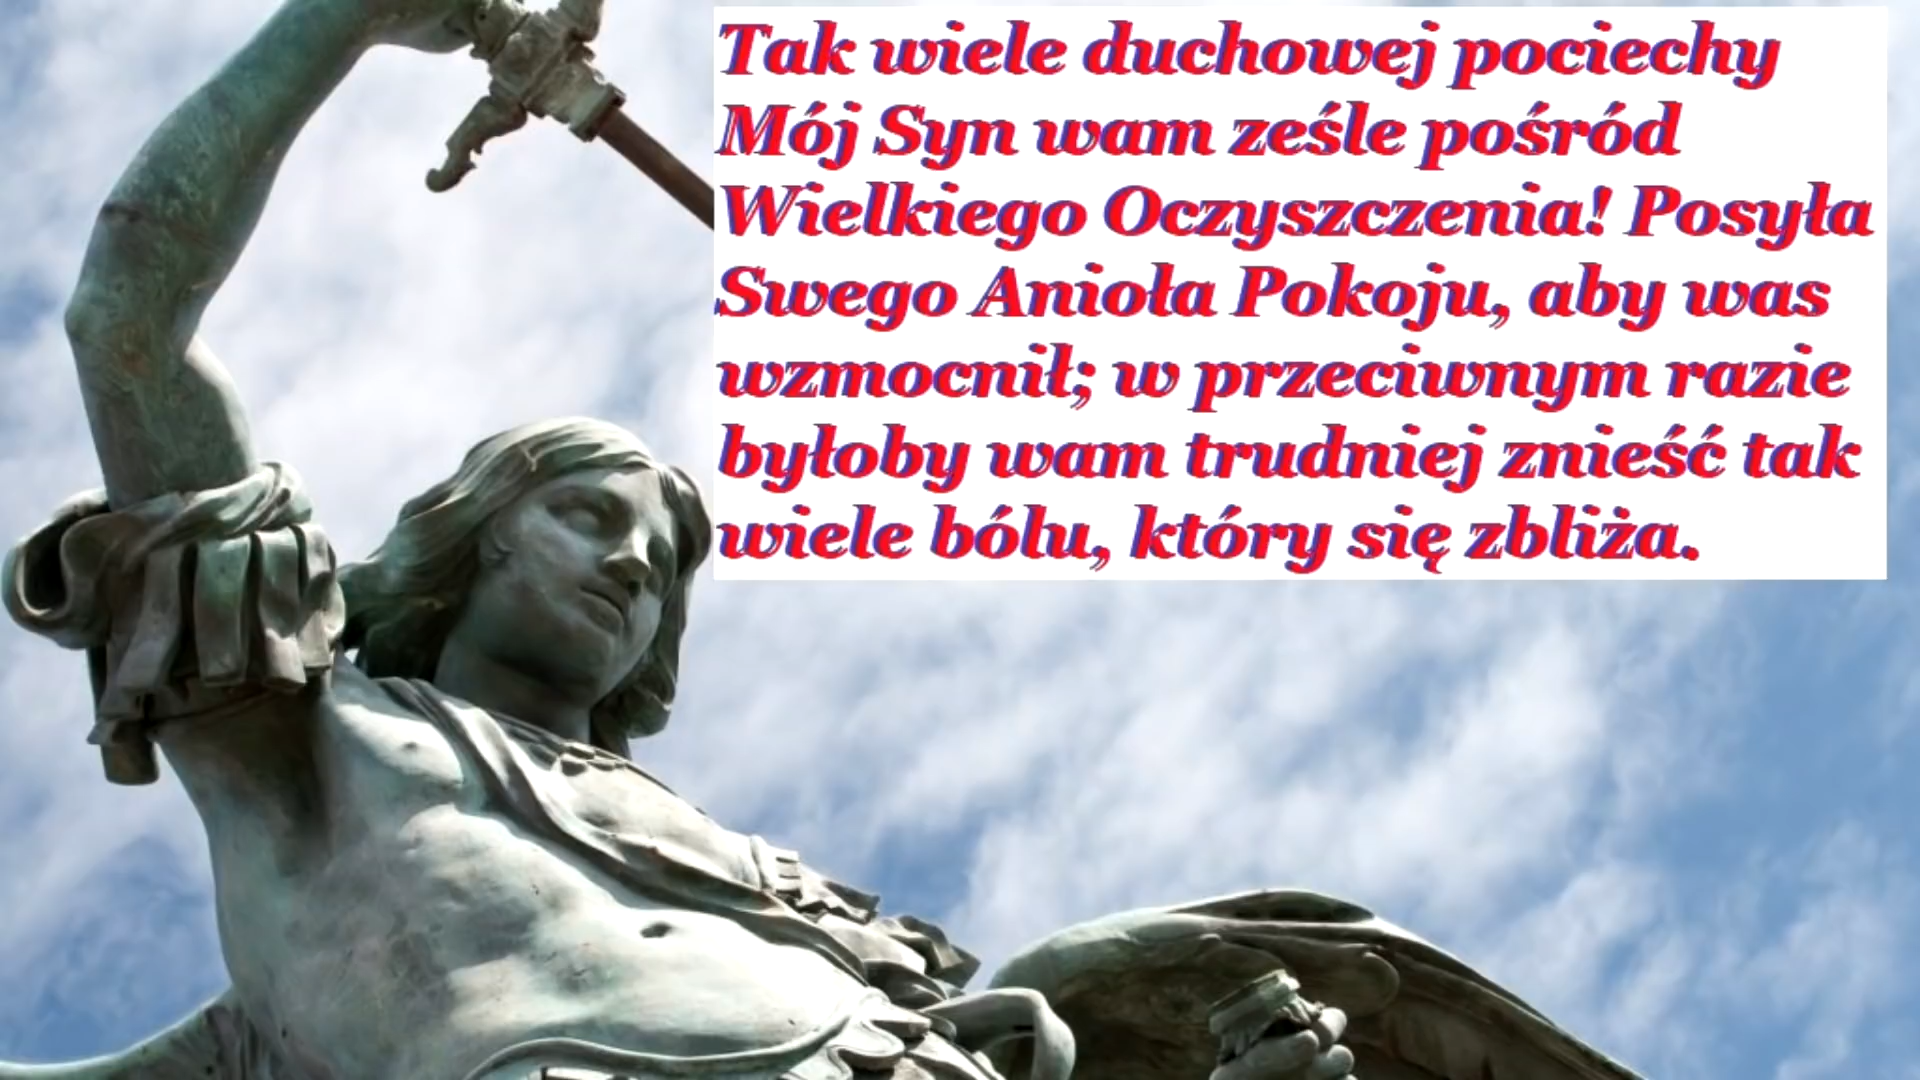 Tak wiele duchowej pociechy
Mój Syn wam ześle pośród
Wielkiego Oczyszczenia! Posyła
Swego Anioła Pokoju, aby was
wzmocnił; w przeciwnym razie
byłoby wam trudniej znieść tak
wiele bólu, który się zbliża.